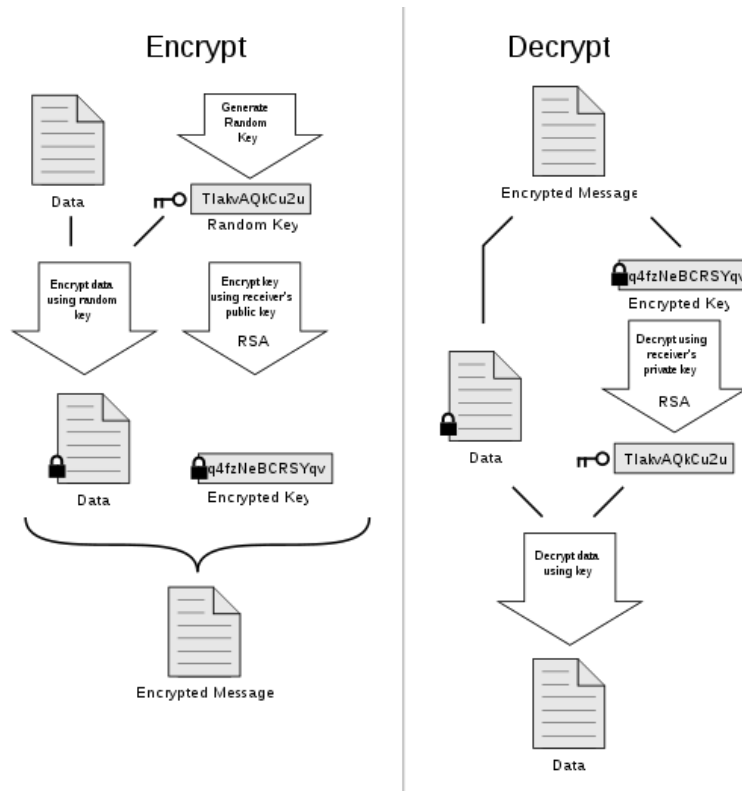 Encrypt
Generate
Random
Key
Data
TIakvAQkCu2u
Random Key
Encrypt data
using random
key
Encrypt key
using receiver's
public key
RSA
Data
q4fzNeBCRSYqv
Encrypted Key
Encrypted Message
Decrypt
Encrypted Message
q4fzNeBCRSYqv
Encrypted Key
Decrypt using
receiver's
private key
RSA
Data
TIakvAQkCu2u
Decrypt data
using key
Data